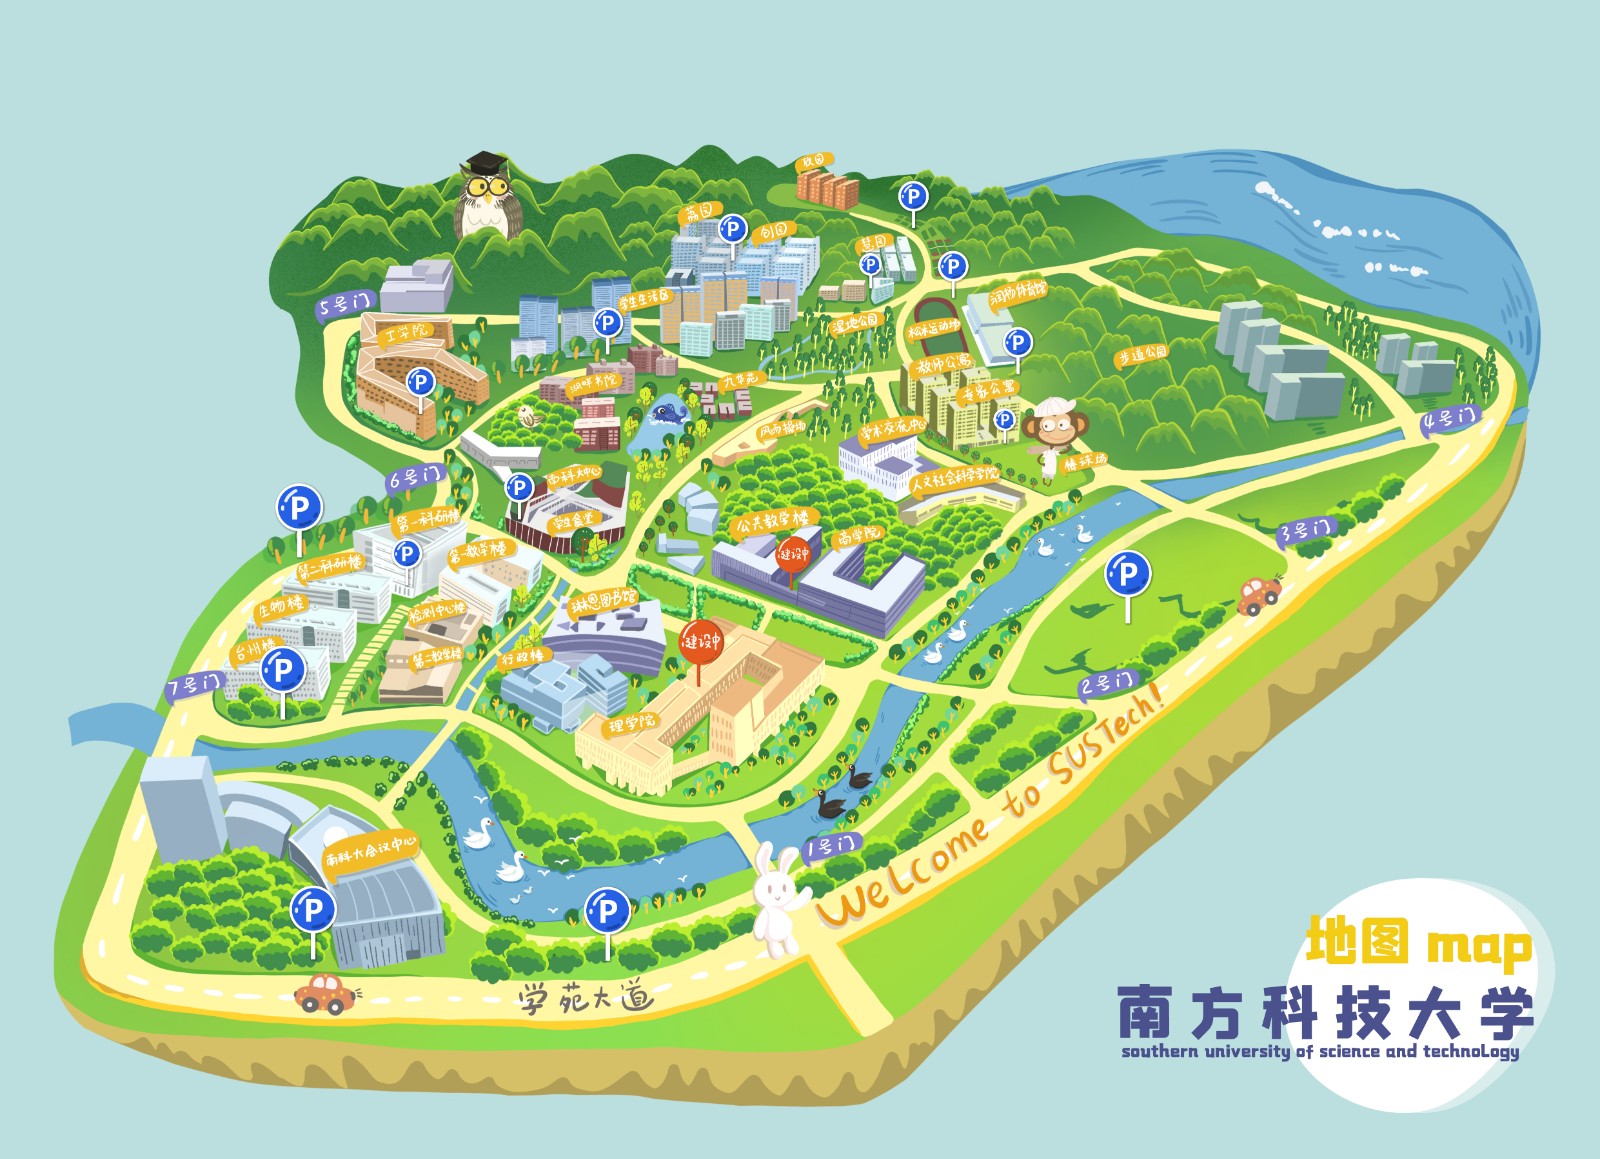 欣园
荔园
P
创园
慧园
P
P
P
5号门
学生生活区
P
润杨体育馆
工学院
湿地公园
松禾运动场
P
步道公园
P
湖畔书院
九华苑
教师公寓
专家公寓
P
4号门
风雨操场
学术交流中心
棒球场
6号门
南科大中心
P
人文社会科学学院
P
第一科研楼
学生食堂
公共教学楼
商学院
3号门
P
第一教学楼
建设中
第二科研楼
P
生物楼
检测中心楼
琳恩图书馆
台州楼
P
第二教学楼
行政楼
建设中
7号门
2号门
理学院
Welcome to SUSTech!
1号门
南科大会议中心
P
P
学苑大道
地图 map
南方科技大学
southern university of science and technology